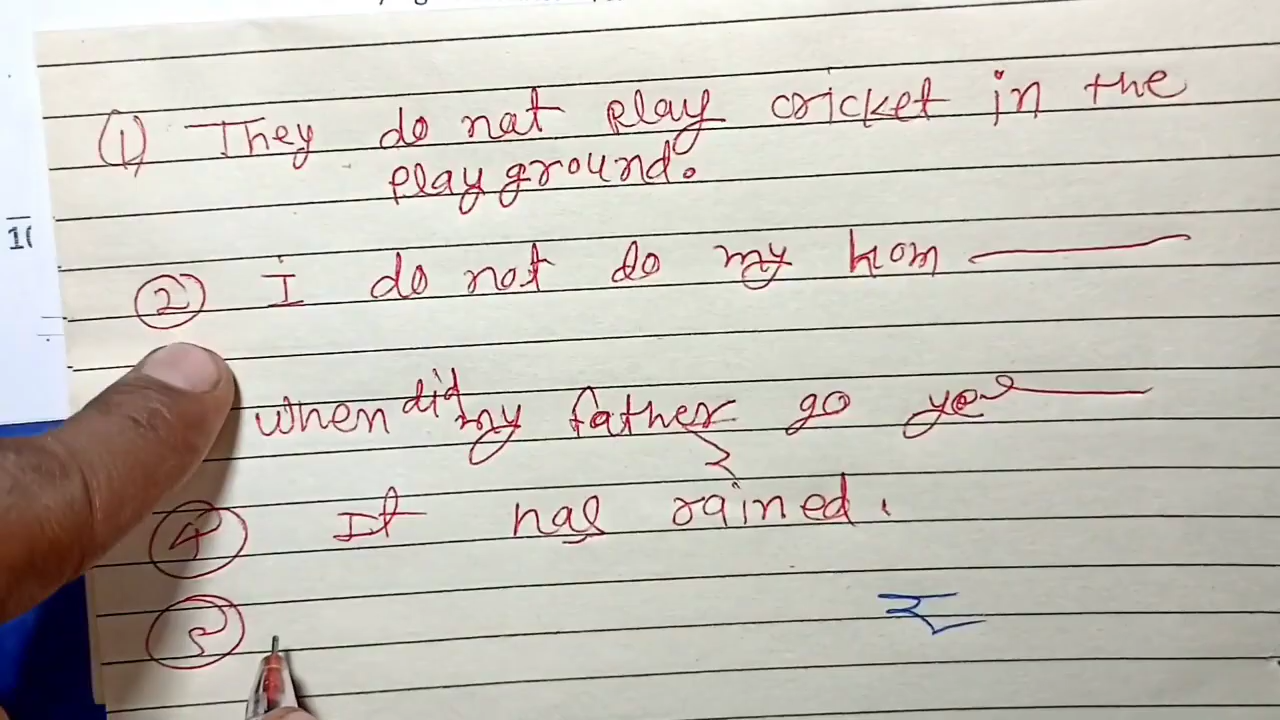 (1) They do not play cricket in the
play ground.
② I do not do my hom
when did my father go yes
④ It has rained.
⑤